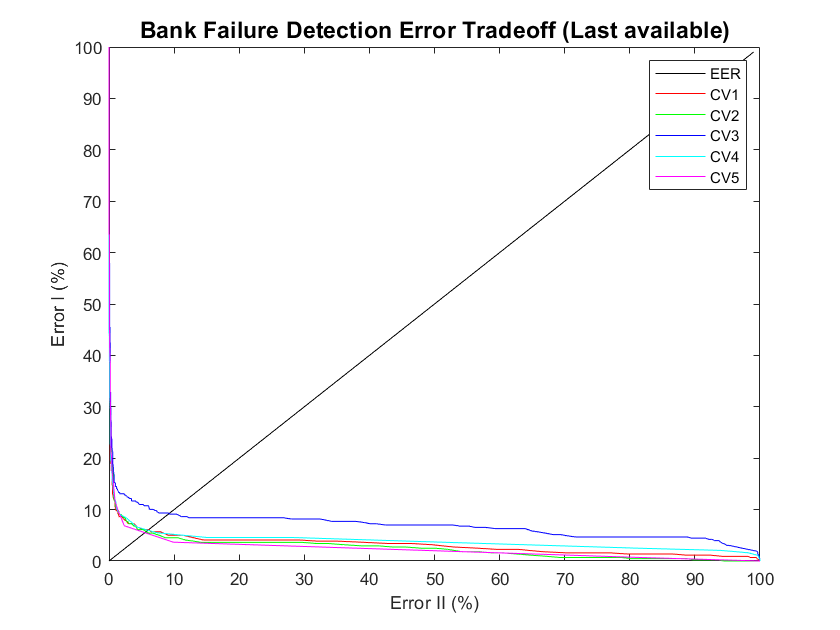 Bank Failure Detection Error Tradeoff (Last available)
100
90
80
70
60
50
40
30
20
10
0
Error I (%)
EER
CV1
CV2
CV3
CV4
CV5
0 10 20 30 40 50 60 70 80 90 100
Error II (%)